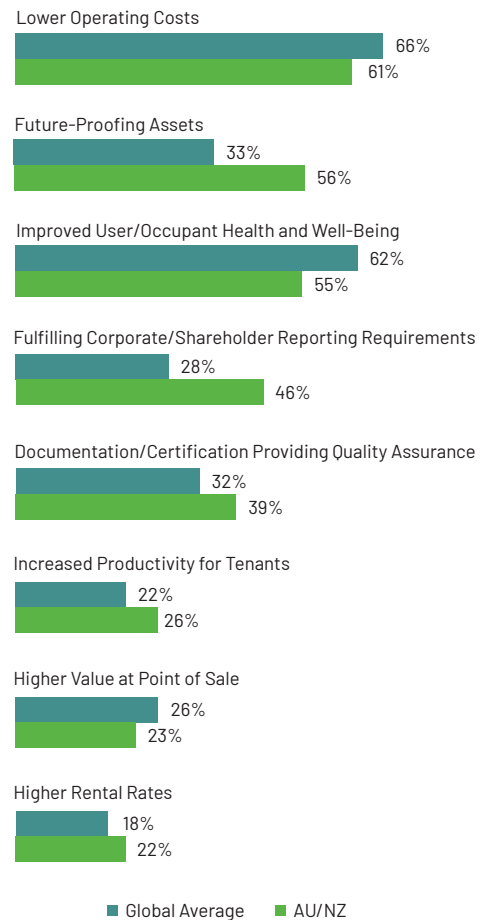 Lower Operating Costs
66%
61%
Future-Proofing Assets
33%
56%
Improved User/Occupant Health and Well-Being
62%
55%
Fulfilling Corporate/Shareholder Reporting Requirements
28%
46%
Documentation/Certification Providing Quality Assurance
32%
39%
Increased Productivity for Tenants
22%
26%
Higher Value at Point of Sale
26%
23%
Higher Rental Rates
18%
22%
Global Average AU/NZ